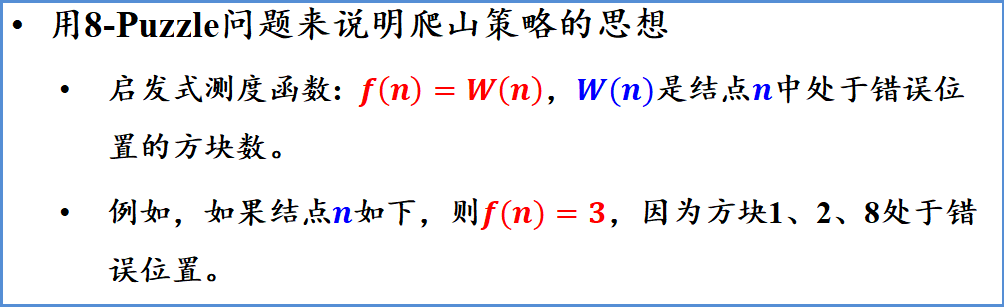 • 用8-Puzzle问题来说明爬山策略的思想
• 启发式测度函数：f(n) = W(n)，W(n)是结点n中处于错误位
置的方块数。
• 例如，如果结点n如下，则f(n) = 3，因为方块1、2、8处于错
误位置。